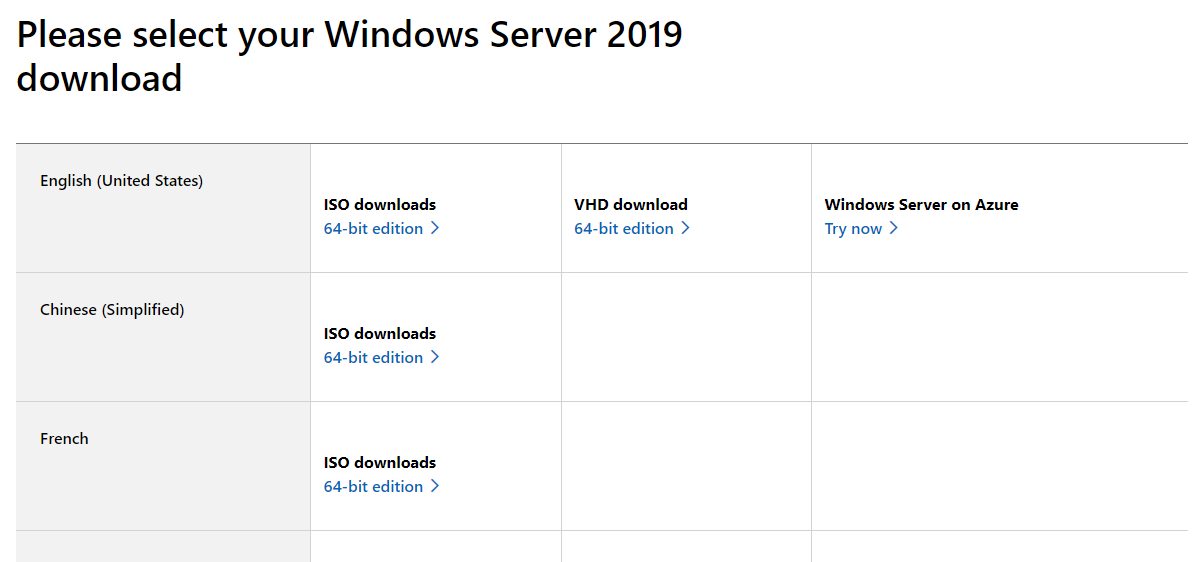 Please select your Windows Server 2019
download
English (United States)
ISO downloads
64-bit edition
VHD download
64-bit edition
Windows Server on Azure
Try now
Chinese (Simplified)
ISO downloads
64-bit edition
French
ISO downloads
64-bit edition